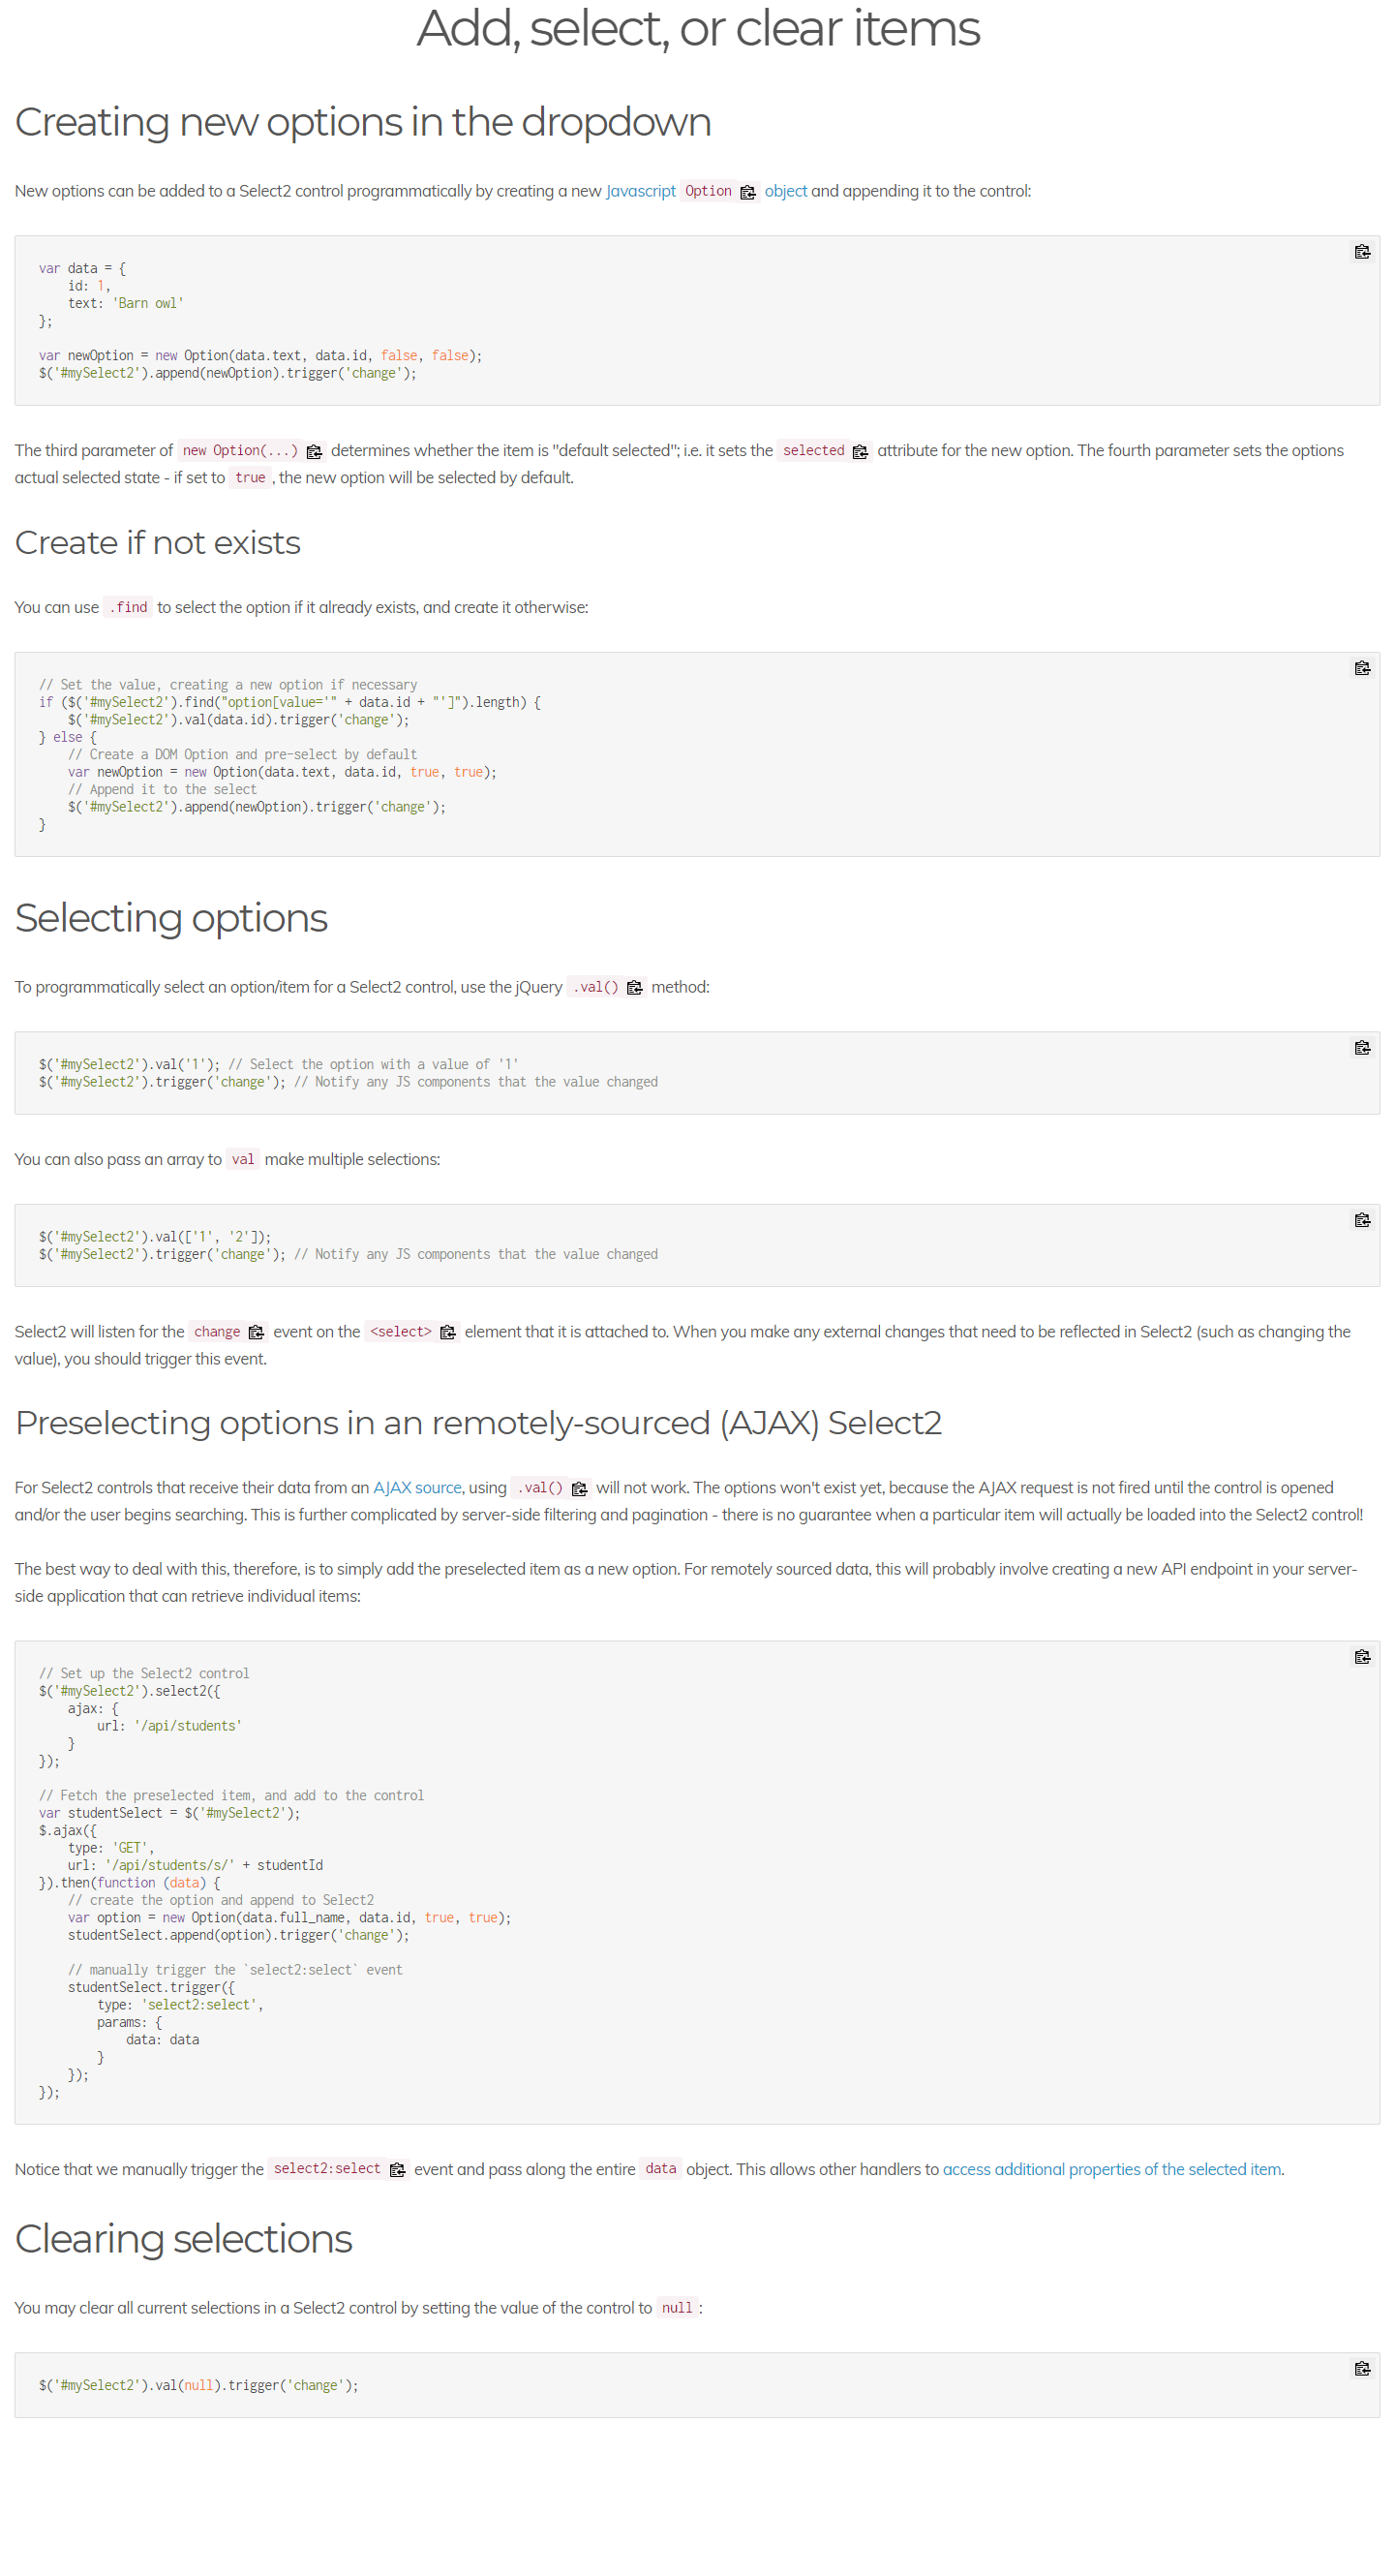 Add, select, or clear items
Creating new options in the dropdown
New options can be added to a Select2 control programmatically by creating a new Javascript Option object and appending it to the control:
var data = {
    id: 1,
    text: 'Barn owl'
};

var newOption = new Option(data.text, data.id, false, false);
$('#mySelect2').append(newOption).trigger('change');
The third parameter of new Option(...) determines whether the item is "default selected"; i.e. it sets the selected attribute for the new option. The fourth parameter sets the options
actual selected state - if set to true, the new option will be selected by default.
Create if not exists
You can use .find to select the option if it already exists, and create it otherwise:
// Set the value, creating a new option if necessary
if ($('#mySelect2').find("option[value='" + data.id + "']").length) {
    $('#mySelect2').val(data.id).trigger('change');
} else {
    // Create a DOM Option and pre-select by default
    var newOption = new Option(data.text, data.id, true, true);
    // Append it to the select
    $('#mySelect2').append(newOption).trigger('change');
}
Selecting options
To programmatically select an option/item for a Select2 control, use the jQuery .val() method:
$('#mySelect2').val('1'); // Select the option with a value of '1'
$('#mySelect2').trigger('change'); // Notify any JS components that the value changed
You can also pass an array to val make multiple selections:
$('#mySelect2').val(['1', '2']);
$('#mySelect2').trigger('change'); // Notify any JS components that the value changed
Select2 will listen for the change event on the <select> element that it is attached to. When you make any external changes that need to be reflected in Select2 (such as changing the
value), you should trigger this event.
Preselecting options in an remotely-sourced (AJAX) Select2
For Select2 controls that receive their data from an AJAX source, using .val() will not work. The options won't exist yet, because the AJAX request is not fired until the control is opened
and/or the user begins searching. This is further complicated by server-side filtering and pagination - there is no guarantee when a particular item will actually be loaded into the Select2 control!
The best way to deal with this, therefore, is to simply add the preselected item as a new option. For remotely sourced data, this will probably involve creating a new API endpoint in your server-
side application that can retrieve individual items:
// Set up the Select2 control
$('#mySelect2').select2({
    ajax: {
        url: '/api/students'
    }
});

// Fetch the preselected item, and add to the control
var studentSelect = $('#mySelect2');
$.ajax({
    type: 'GET',
    url: '/api/students/s/' + studentId
}).then(function (data) {
    // create the option and append to Select2
    var option = new Option(data.full_name, data.id, true, true);
    studentSelect.append(option).trigger('change');

    // manually trigger the `select2:select` event
    studentSelect.trigger({
        type: 'select2:select',
        params: {
            data: data
        }
    });
});
Notice that we manually trigger the select2:select event and pass along the entire data object. This allows other handlers to access additional properties of the selected item.
Clearing selections
You may clear all current selections in a Select2 control by setting the value of the control to null:
$('#mySelect2').val(null).trigger('change');